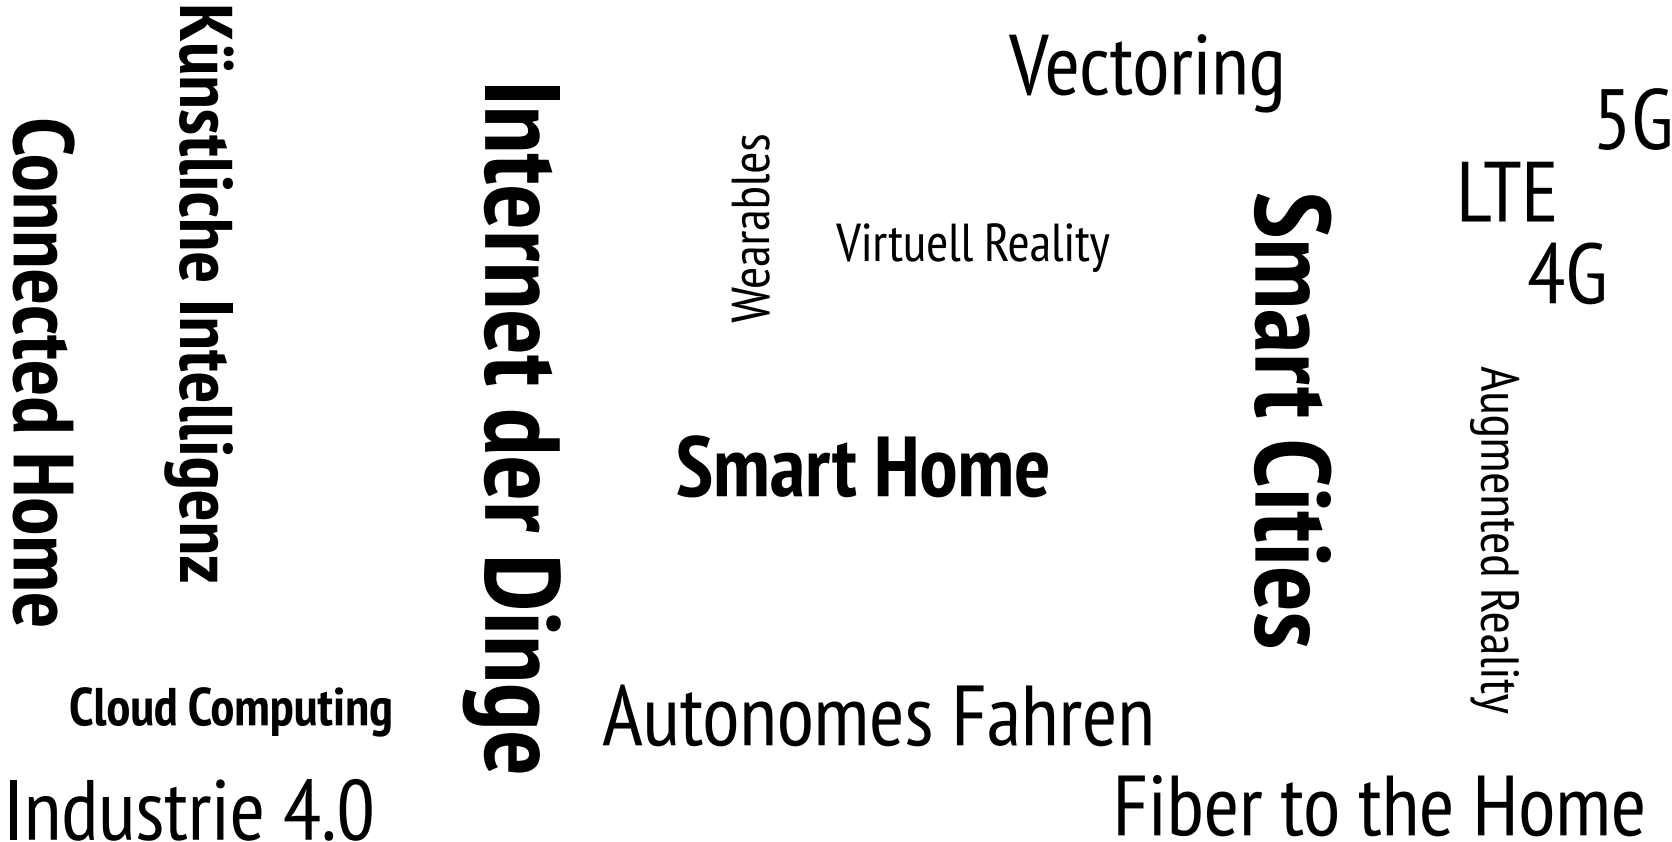 Künstliche Intelligenz
Connected Home
Internet der Dinge
Vectoring
5G
LTE
4G
Wearables
Virtuell Reality
Smart Cities
Augmented Reality
Smart Home
Cloud Computing
Autonomes Fahren
Industrie 4.0
Fiber to the Home